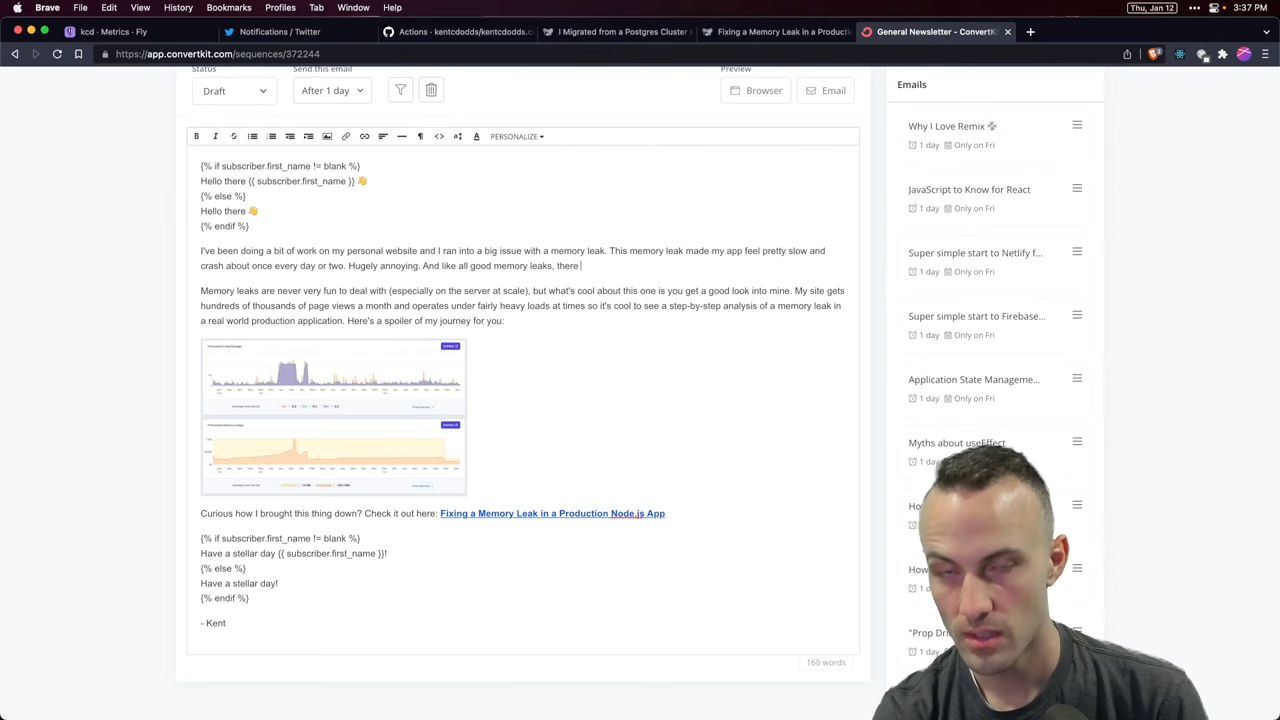 Brave File Edit View History Bookmarks Profiles Tab Window Help
Thu, Jan 12 3:37 PM
kcd • Metrics · Fly
Notifications / Twitter
Actions · kentcdodds/kentcdodds.c
I Migrated from a Postgres Cluster
Fixing a Memory Leak in a Producti
General Newsletter - ConvertK
https://app.convertkit.com/sequences/372244
Status
Send this email
Preview
Draft
After 1 day
Browser
Email
PERSONALIZE
{% if subscriber.first_name != blank %}
Hello there {{ subscriber.first_name }} 👋
{% else %}
Hello there 👋
{% endif %}
I've been doing a bit of work on my personal website and I ran into a big issue with a memory leak. This memory leak made my app feel pretty slow and
crash about once every day or two. Hugely annoying. And like all good memory leaks, there
Memory leaks are never very fun to deal with (especially on the server at scale), but what's cool about this one is you get a good look into mine. My site gets
hundreds of thousands of page views a month and operates under fairly heavy loads at times so it's cool to see a step-by-step analysis of a memory leak in
a real world production application. Here's a spoiler of my journey for you:
Curious how I brought this thing down? Check it out here: Fixing a Memory Leak in a Production Node.js App
{% if subscriber.first_name != blank %}
Have a stellar day {{ subscriber.first_name }}!
{% else %}
Have a stellar day!
{% endif %}
- Kent
168 words
Emails
Why I Love Remix
1 day Only on Fri
JavaScript to Know for React
1 day Only on Fri
Super simple start to Netlify f...
1 day Only on Fri
Super simple start to Firebase...
1 day Only on Fri
Application State Manageme...
1 day Only on Fri
Myths about useEffect
1 day
1 d
1 d
"Prop Dri
1 day